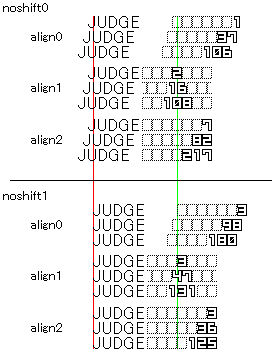 noshift0
JUDGE 1
align0 JUDGE 37
JUDGE 106
JUDGE 2
align1 JUDGE 16
JUDGE 108
JUDGE 7
align2 JUDGE 82
JUDGE 217
noshift1
JUDGE 3
align0 JUDGE 98
JUDGE 180
JUDGE 3
align1 JUDGE 47
JUDGE 131
JUDGE 3
align2 JUDGE 36
JUDGE 125